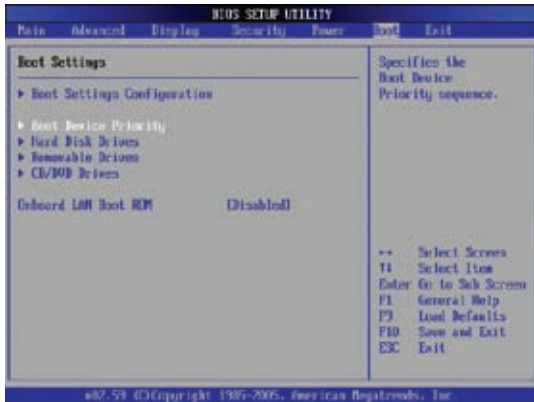 BIOS SETUP UTILITY
Main Advanced Display Security Power Boot Exit
Boot Settings
Boot Settings Configuration
Boot Device Priority
Hard Disk Drives
Removable Drives
CD/DVD Drives
Onboard LAN Boot ROM [Disabled]
Specifies the
Boot Device
Priority sequence.
↔ Select Screen
↑↓ Select Item
Enter Go to Sub Screen
F1 General Help
F9 Load Defaults
F10 Save and Exit
ESC Exit
v02.59 (C)Copyright 1985-2005, American Megatrends, Inc